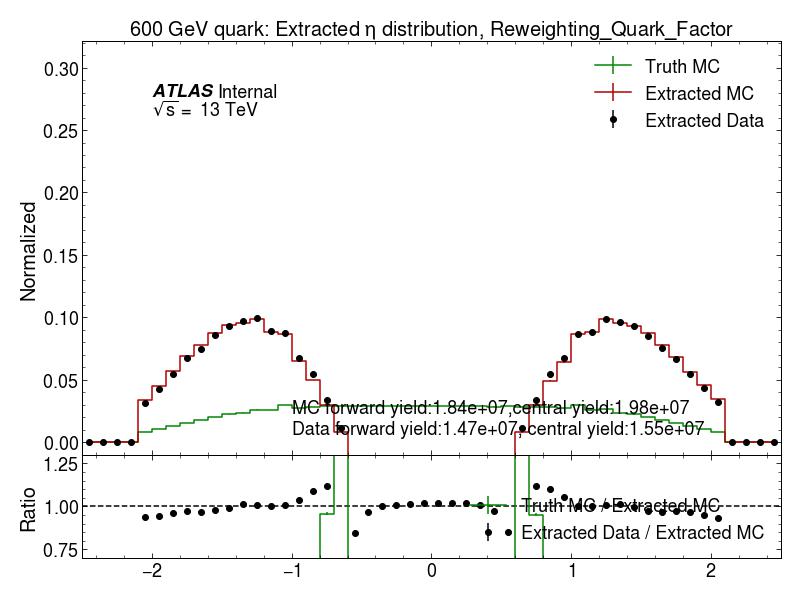 600 GeV quark: Extracted η distribution, Reweighting_Quark_Factor
0.30
0.25
0.20
0.15
0.10
0.05
0.00
Normalized
ATLAS Internal
√s = 13 TeV
Truth MC
Extracted MC
Extracted Data
MC forward yield:1.84e+07,central yield:1.98e+07
Data forward yield:1.47e+07, central yield:1.55e+07
1.25
1.00
0.75
Ratio
Truth MC / Extracted MC
Extracted Data / Extracted MC
−2 −1 0 1 2